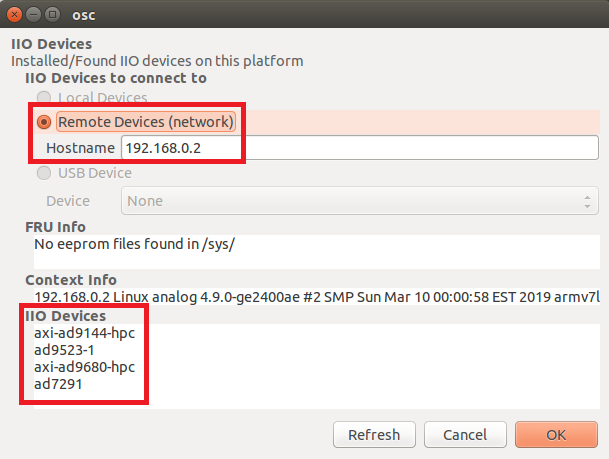 osc
IIO Devices
Installed/Found IIO devices on this platform
IIO Devices to connect to
Local Devices
Remote Devices (network)
Hostname 192.168.0.2
USB Device
Device None
FRU Info
No eeprom files found in /sys/
Context Info
192.168.0.2 Linux analog 4.9.0-ge2400ae #2 SMP Sun Mar 10 00:00:58 EST 2019 armv7l
IIO Devices
axi-ad9144-hpc
ad9523-1
axi-ad9680-hpc
ad7291
Refresh Cancel OK